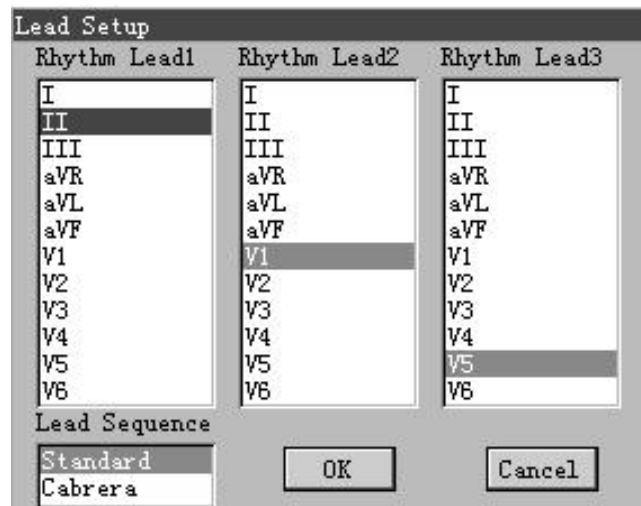 Lead Setup
Rhythm Lead1
I
II
III
aVR
aVL
aVF
V1
V2
V3
V4
V5
V6
Rhythm Lead2
I
II
III
aVR
aVL
aVF
V1
V2
V3
V4
V5
V6
Rhythm Lead3
I
II
III
aVR
aVL
aVF
V1
V2
V3
V4
V5
V6
Lead Sequence
Standard
Cabrera
OK
Cancel